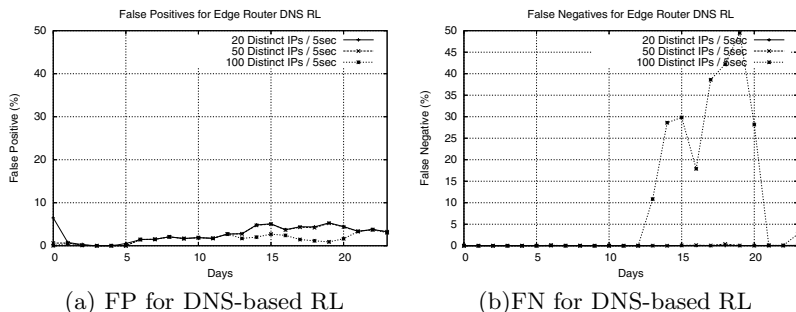 False Positives for Edge Router DNS RL
20 Distinct IPs / 5sec
50 Distinct IPs / 5sec
100 Distinct IPs / 5sec
False Positive (%)
50
40
30
20
10
0
0
5
10
15
20
Days
(a) FP for DNS-based RL
False Negatives for Edge Router DNS RL
20 Distinct IPs / 5sec
50 Distinct IPs / 5sec
100 Distinct IPs / 5sec
False Negative (%)
50
45
40
35
30
25
20
15
10
5
0
0
5
10
15
20
Days
(b)FN for DNS-based RL